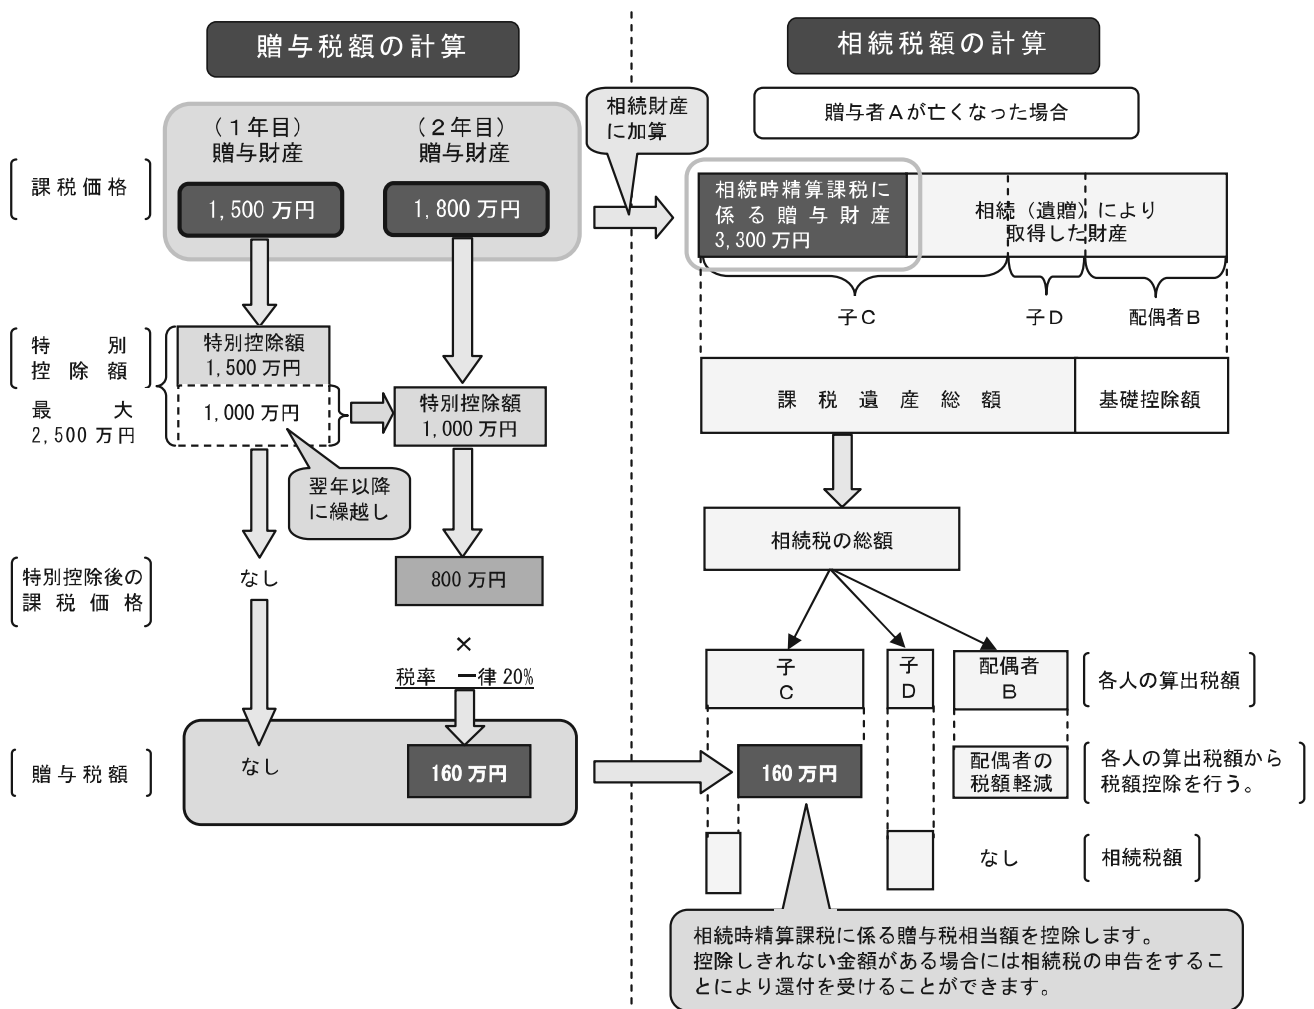 贈与税額の計算
(1年目)
贈与財産
(2年目)
贈与財産
課税価格
1,500万円
1,800万円
特別
控除額
最大
2,500万円
特別控除額
1,500万円
1,000万円
特別控除額
1,000万円
翌年以降
に繰越し
特別控除後の
課税価格
なし
800万円
×
税率 一律20%
贈与税額
なし
160万円
相続財産
に加算
相続税額の計算
贈与者Aが亡くなった場合
相続時精算課税に
係る贈与財産
3,300万円
相続(遺贈)により
取得した財産
子C
子D
配偶者B
課税遺産総額
基礎控除額
相続税の総額
子
C
子
D
配偶者
B
各人の算出税額
160万円
配偶者の
税額軽減
各人の算出税額から
税額控除を行う。
なし
相続税額
相続時精算課税に係る贈与税相当額を控除します。
控除しきれない金額がある場合には相続税の申告をするこ
とにより還付を受けることができます。